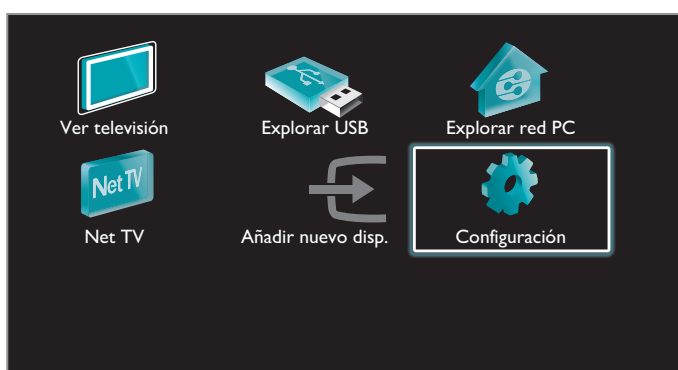 Ver televisión
Explorar USB
Explorar red PC
Net TV
Net TV
Añadir nuevo disp.
Configuración